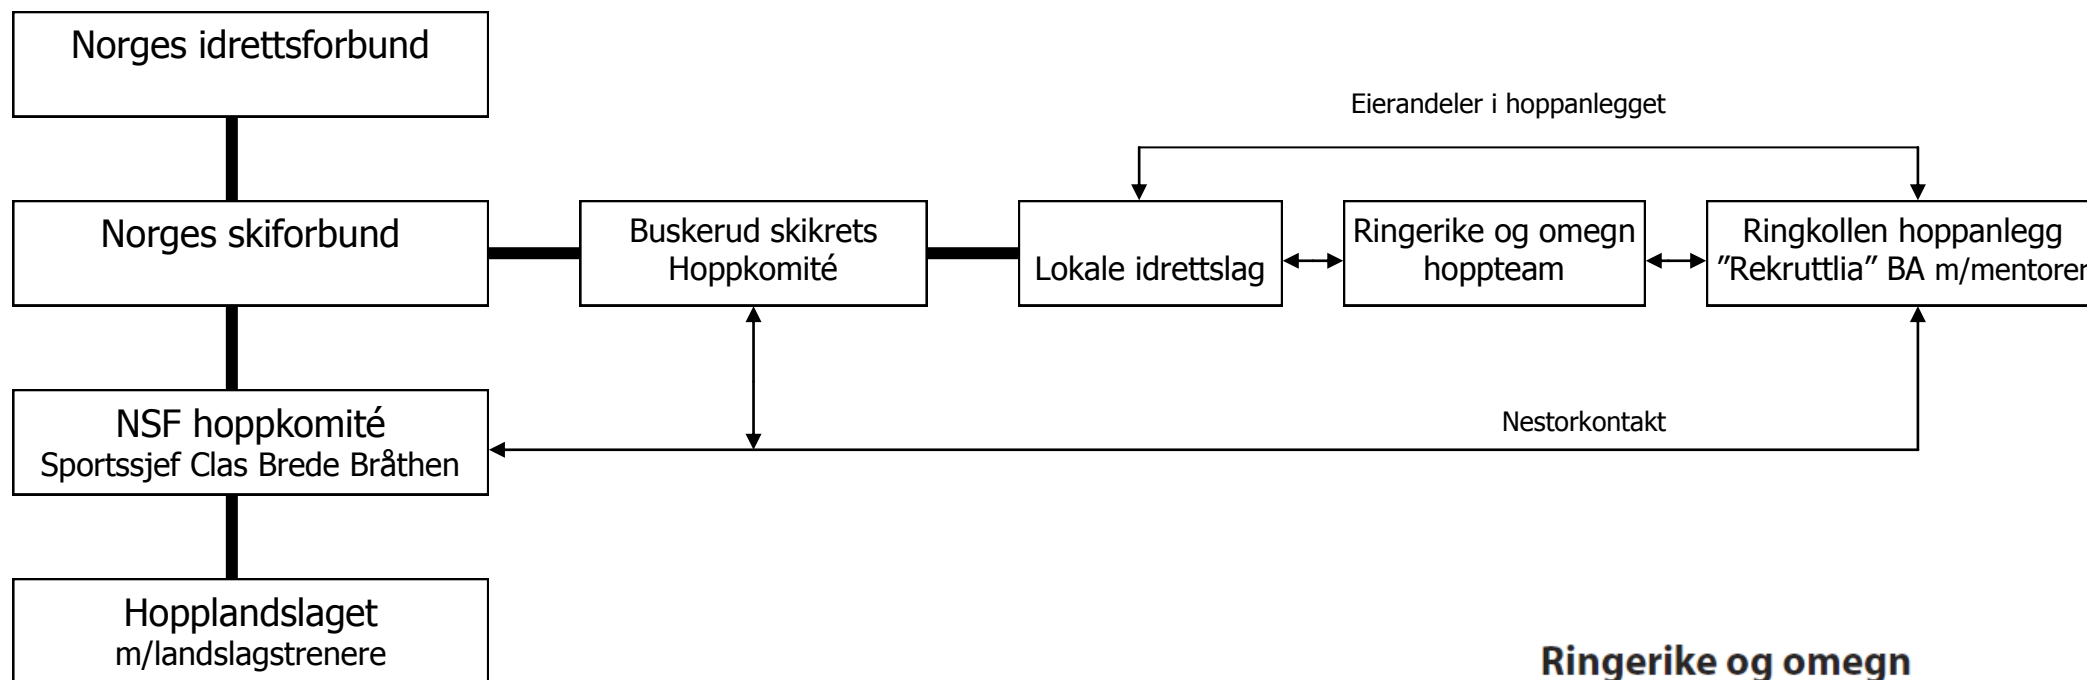 Norges idrettsforbund
Eierandeler i hoppanlegget
Norges skiforbund
Buskerud skikrets
Hoppkomité
Lokale idrettslag
Ringerike og omegn
hoppteam
Ringkollen hoppanlegg
”Rekruttlia” BA m/mentorer
NSF hoppkomité
Sportssjef Clas Brede Bråthen
Nestorkontakt
Hopplandslaget
m/landslagstrenere
Ringerike og omegn